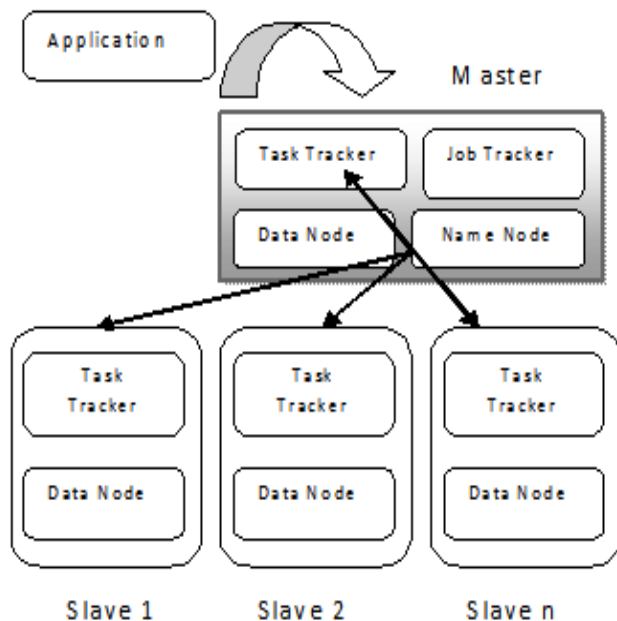 Application
Master
Task Tracker
Job Tracker
Data Node
Name Node
Task
Tracker
Task
Tracker
Task
Tracker
Data Node
Data Node
Data Node
Slave 1
Slave 2
Slave n